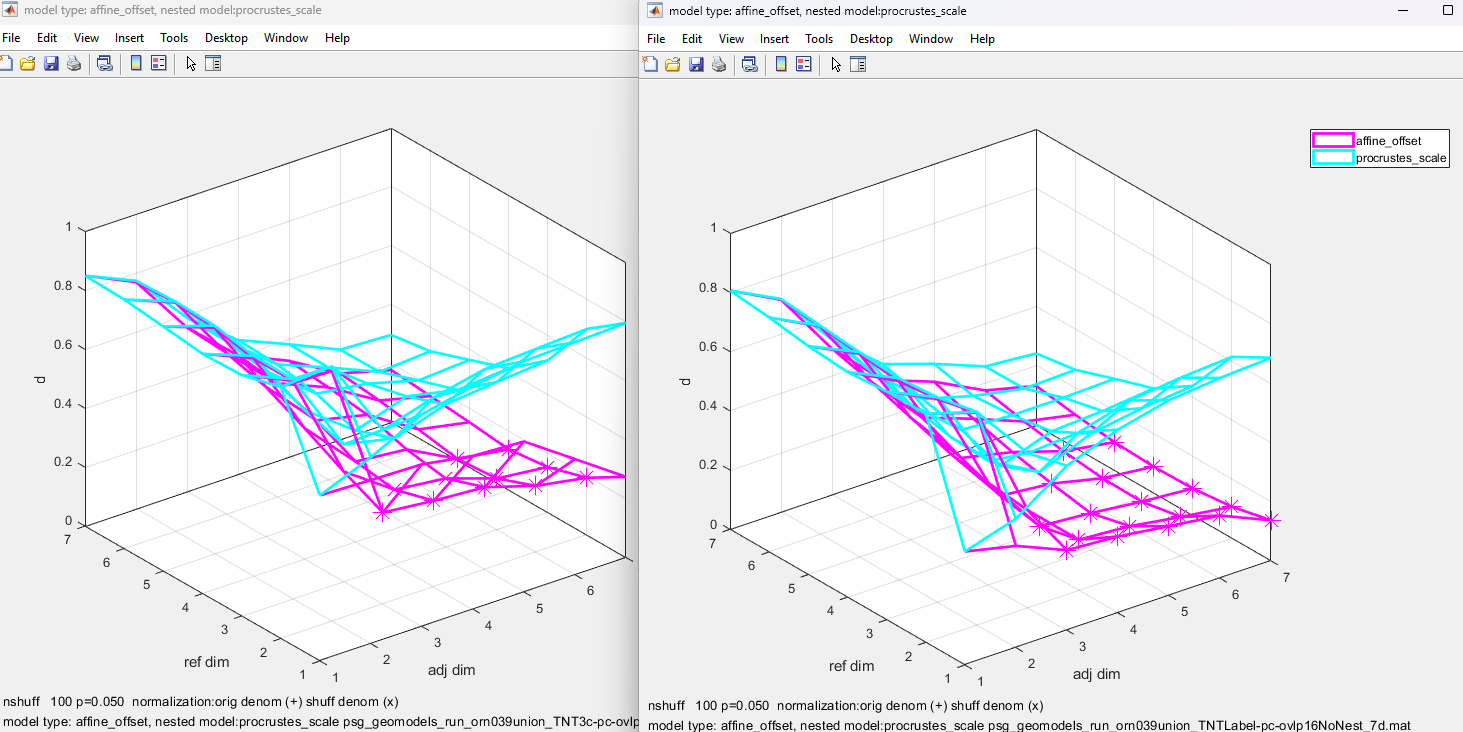 model type: affine_offset, nested model:procrustes_scale
File Edit View Insert Tools Desktop Window Help
1
0.8
0.6
0.4
0.2
0
d
7
6
5
4
3
2
1
ref dim
1
2
3
4
5
6
adj dim
nshuff 100 p=0.050 normalization:orig denom (+) shuff denom (x)
model type: affine_offset, nested model:procrustes_scale psg_geomodels_run_orn039union_TNT3c-pc-ovlp
model type: affine_offset, nested model:procrustes_scale
File Edit View Insert Tools Desktop Window Help
affine_offset
procrustes_scale
1
0.8
0.6
0.4
0.2
0
d
7
6
5
4
3
2
1
ref dim
1
2
3
4
5
6
7
adj dim
nshuff 100 p=0.050 normalization:orig denom (+) shuff denom (x)
model type: affine_offset, nested model:procrustes_scale psg_geomodels_run_orn039union_TNTLabel-pc-ovlp16NoNest_7d.mat